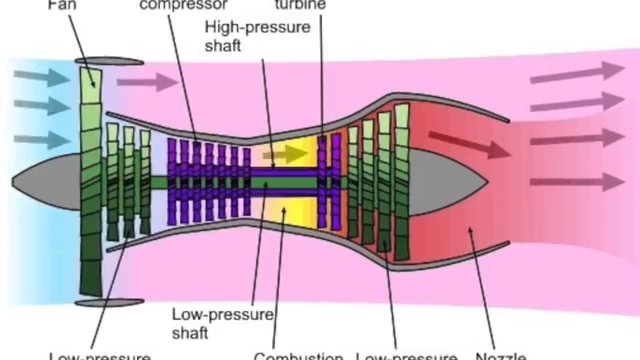 Fan
compressor
turbine
High-pressure
shaft
Low-pressure
shaft
Low-pressure
Combustion
Low-pressure
Nozzle